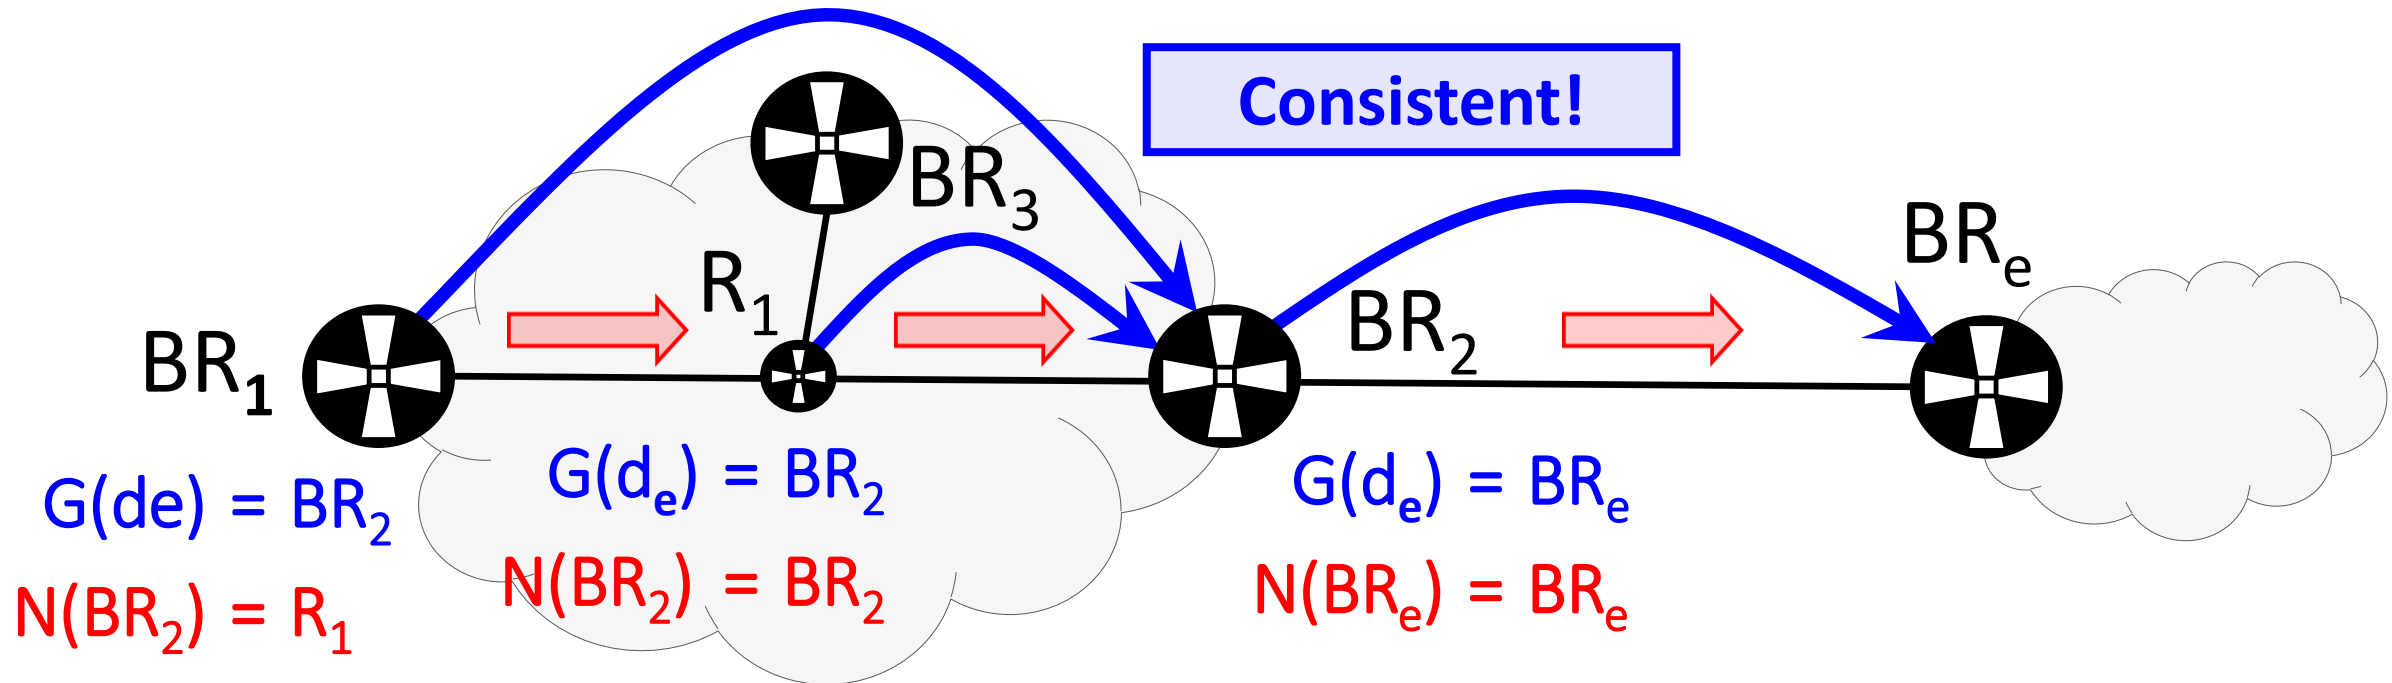 Consistent!
BR₃
BRₑ
R₁
BR₂
BR₁
G(de) = BR₂
N(BR₂) = R₁
G(dₑ) = BR₂
N(BR₂) = BR₂
G(dₑ) = BRₑ
N(BRₑ) = BRₑ